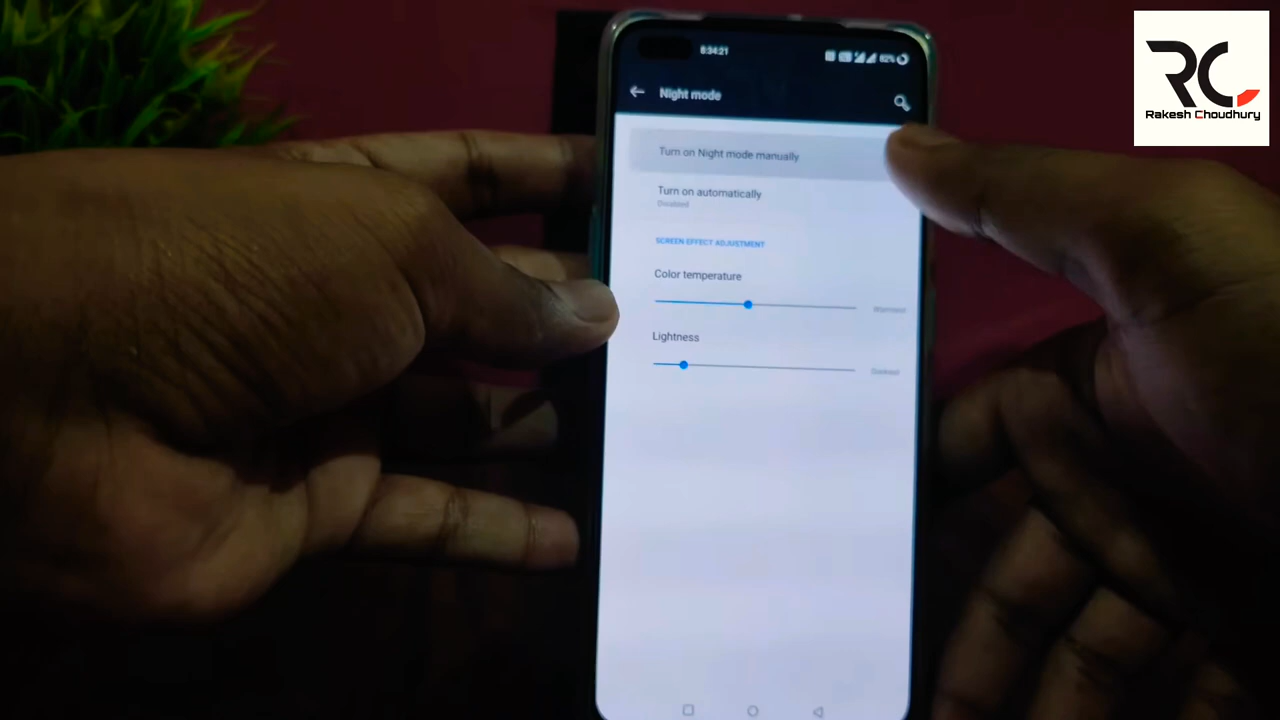 8:34:21
82%
Night mode
Turn on Night mode manually
Turn on automatically
Disabled
SCREEN EFFECT ADJUSTMENT
Color temperature
Warmest
Lightness
Darkest
RC
Rakesh Choudhury